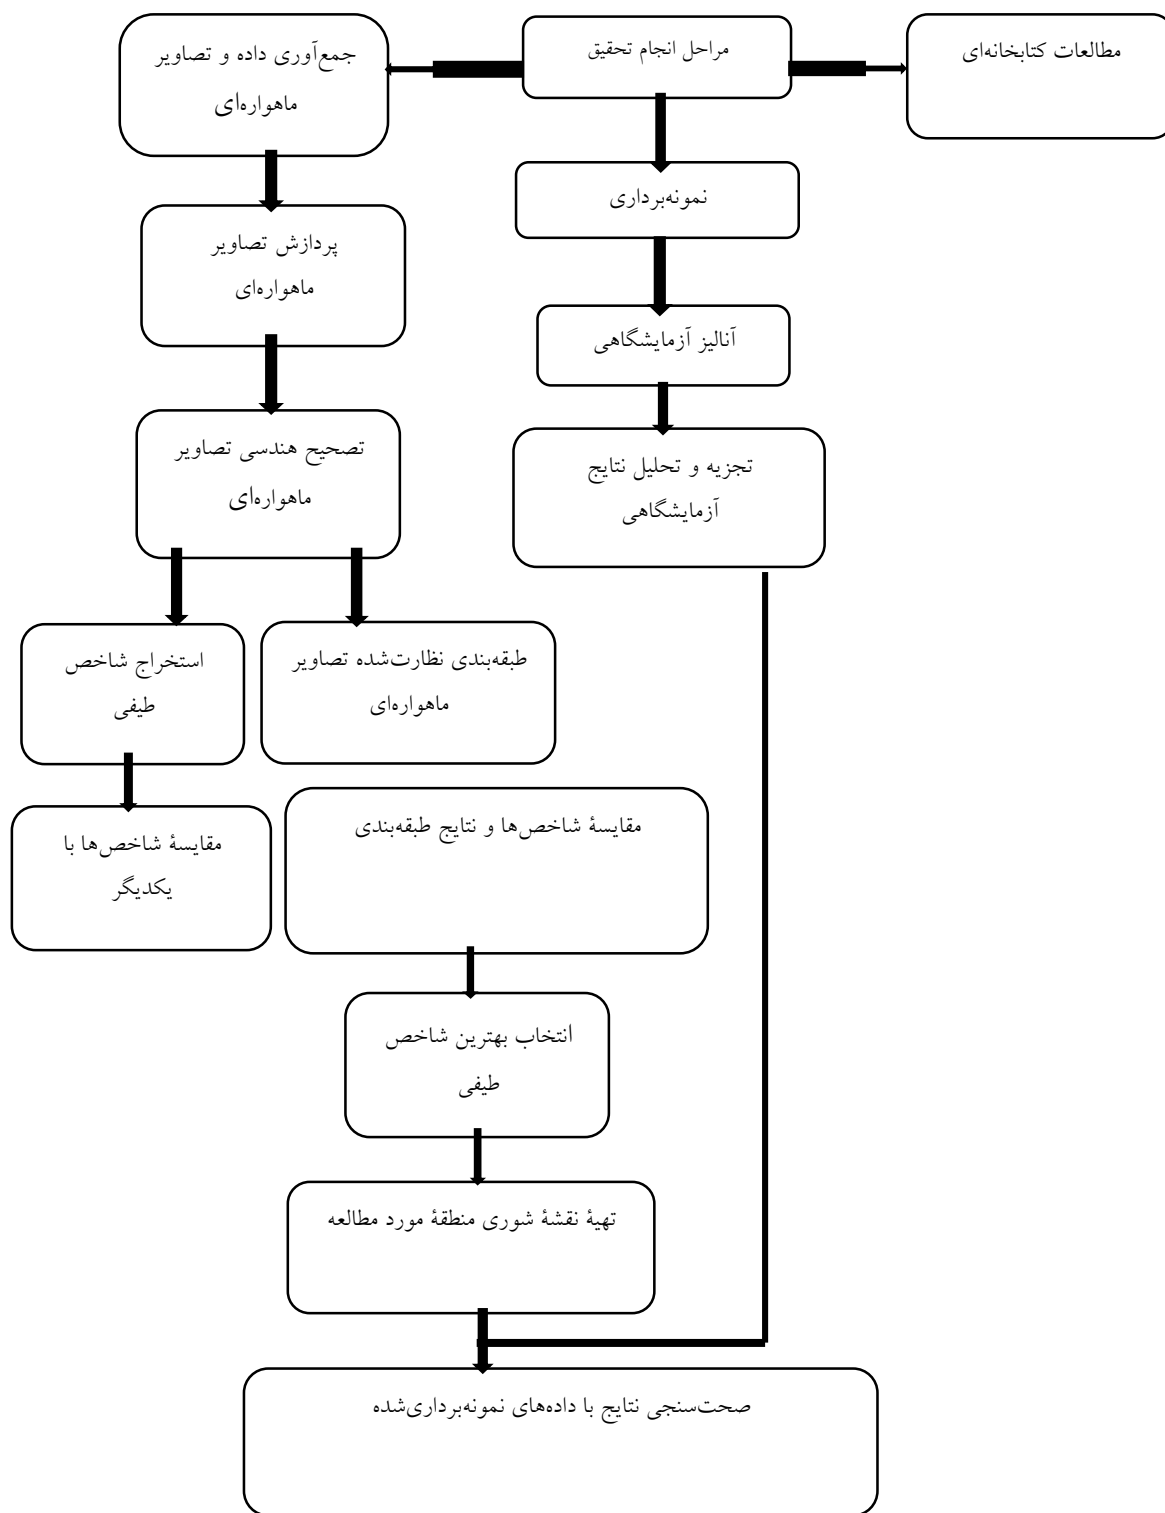 مطالعات کتابخانه‌ای
مراحل انجام تحقیق
جمع‌آوری داده و تصاویر
ماهواره‌ای
نمونه‌برداری
پردازش تصاویر
ماهواره‌ای
آنالیز آزمایشگاهی
تصحیح هندسی تصاویر
ماهواره‌ای
تجزیه و تحلیل نتایج
آزمایشگاهی
طبقه‌بندی نظارت‌شده تصاویر
ماهواره‌ای
استخراج شاخص
طیفی
مقایسهٔ شاخص‌ها و نتایج طبقه‌بندی
مقایسهٔ شاخص‌ها با
یکدیگر
انتخاب بهترین شاخص
طیفی
تهیهٔ نقشهٔ شوری منطقهٔ مورد مطالعه
صحت‌سنجی نتایج با داده‌های نمونه‌برداری‌شده